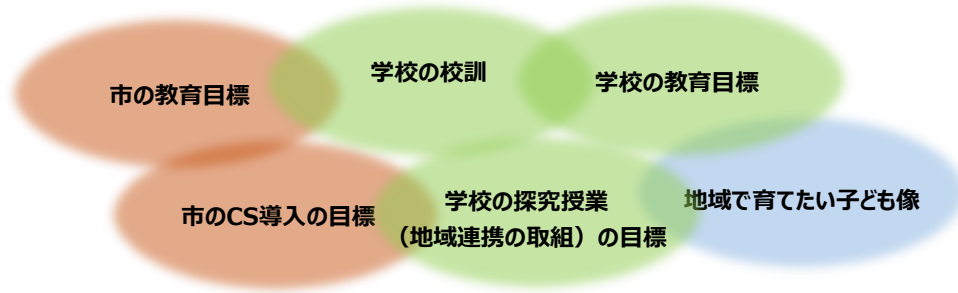 市の教育目標
学校の校訓
学校の教育目標
市のCS導入の目標
学校の探究授業
（地域連携の取組）の目標
地域で育てたい子ども像